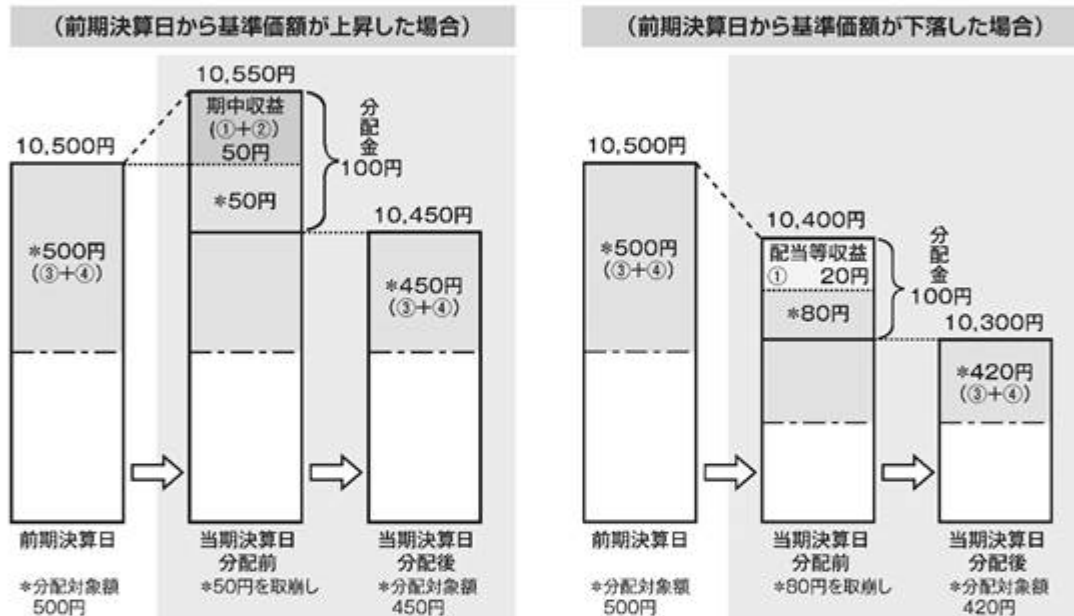 (前期決算日から基準価額が上昇した場合)
10,550円
期中収益
(①+②)
50円
*50円
分配金
100円
10,500円
*500円
(③+④)
10,450円
*450円
(③+④)
前期決算日
当期決算日
分配前
当期決算日
分配後
*分配対象額
500円
*50円を取崩し
*分配対象額
450円
(前期決算日から基準価額が下落した場合)
10,500円
*500円
(③+④)
10,400円
配当等収益
① 20円
*80円
分配金
100円
10,300円
*420円
(③+④)
前期決算日
当期決算日
分配前
当期決算日
分配後
*分配対象額
500円
*80円を取崩し
*分配対象額
420円